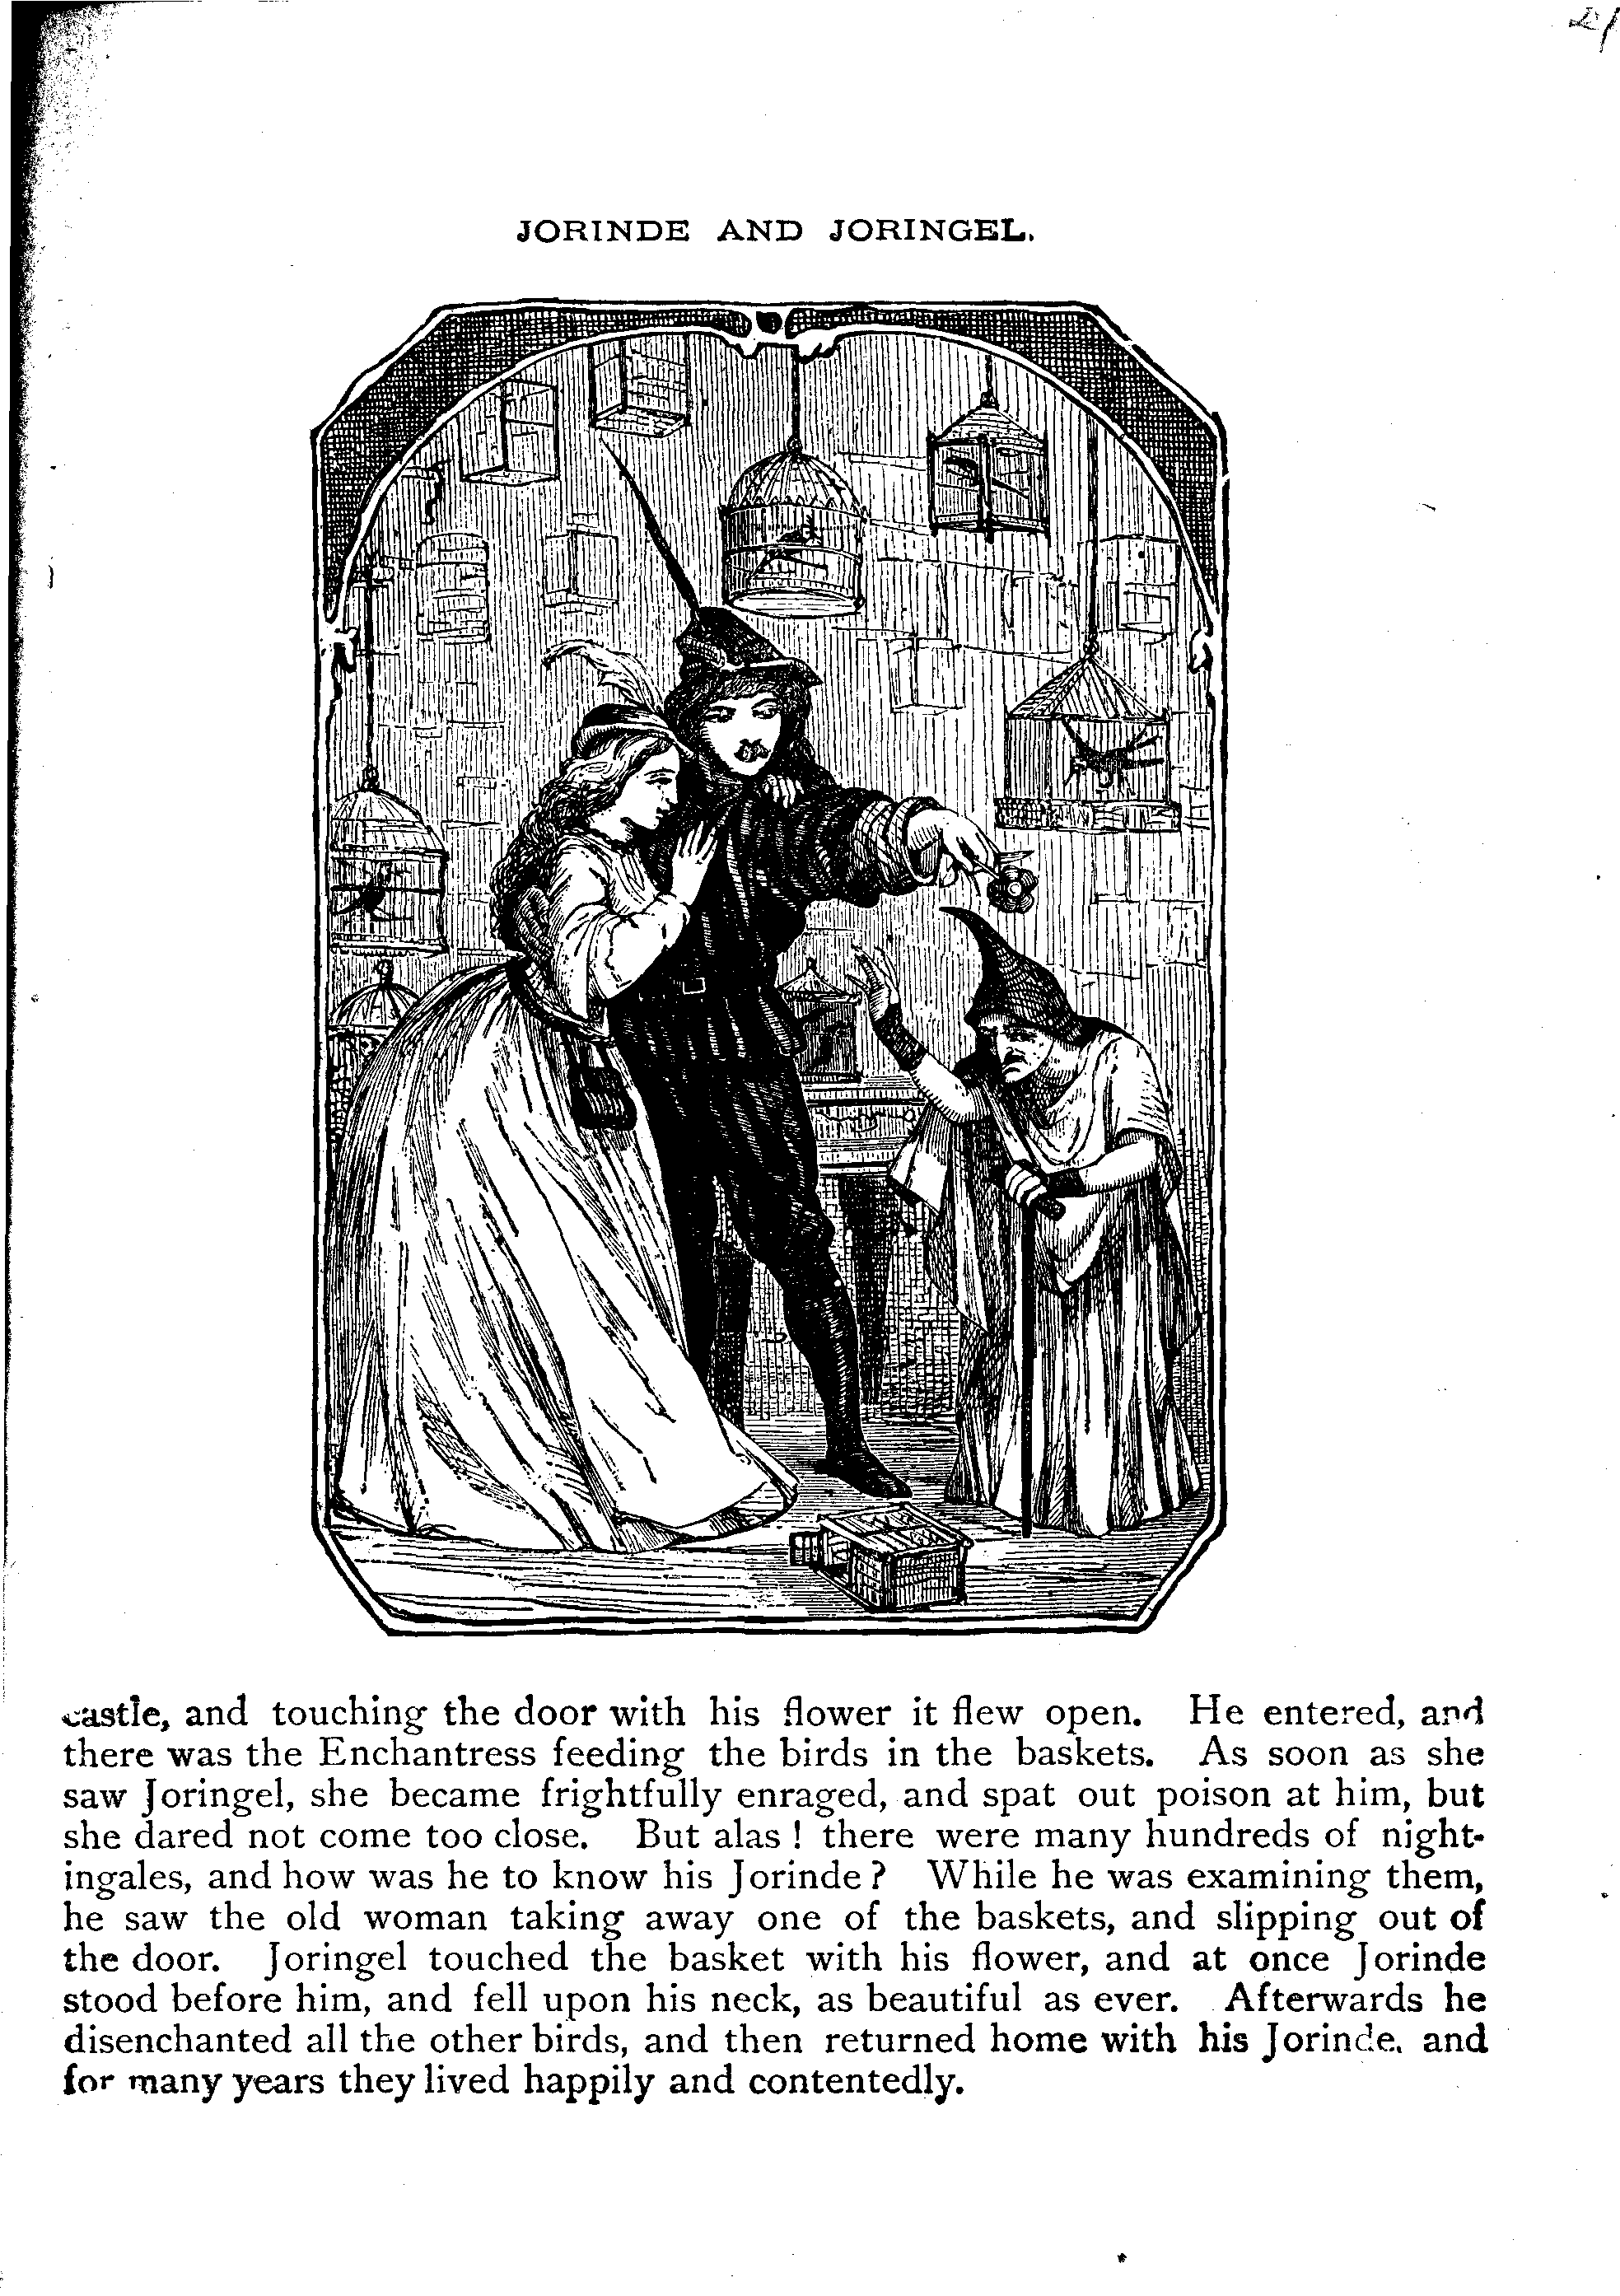 21
JORINDE AND JORINGEL.
castle, and touching the door with his flower it flew open. He entered, and
there was the Enchantress feeding the birds in the baskets. As soon as she
saw Joringel, she became frightfully enraged, and spat out poison at him, but
she dared not come too close. But alas ! there were many hundreds of night-
ingales, and how was he to know his Jorinde ? While he was examining them,
he saw the old woman taking away one of the baskets, and slipping out of
the door. Joringel touched the basket with his flower, and at once Jorinde
stood before him, and fell upon his neck, as beautiful as ever. Afterwards he
disenchanted all the other birds, and then returned home with his Jorinde, and
for many years they lived happily and contentedly.